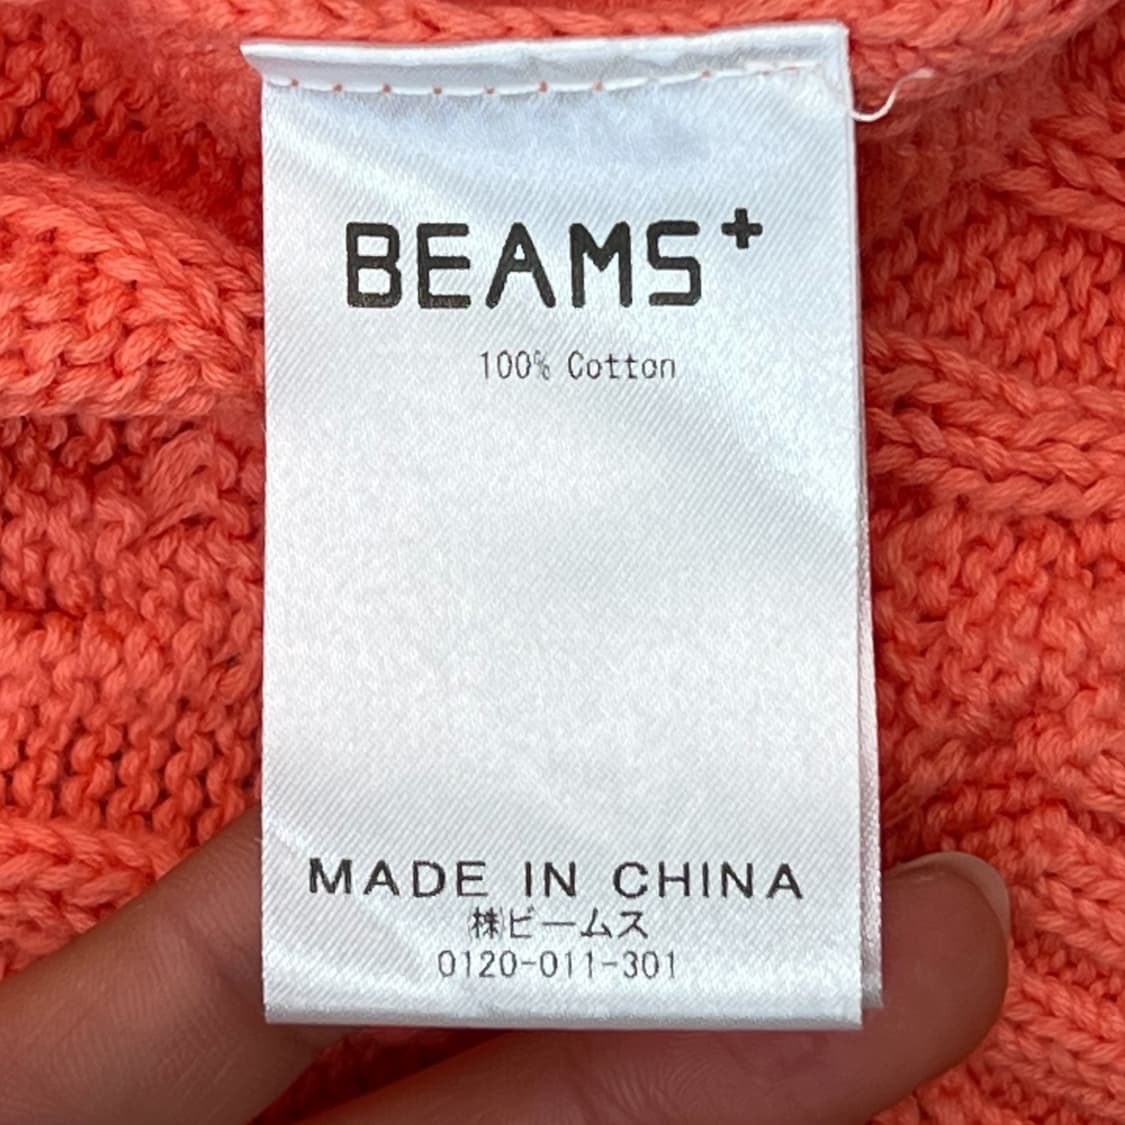 BEAMS+
100% Cotton
MADE IN CHINA
㈱ビームス
0120-011-301